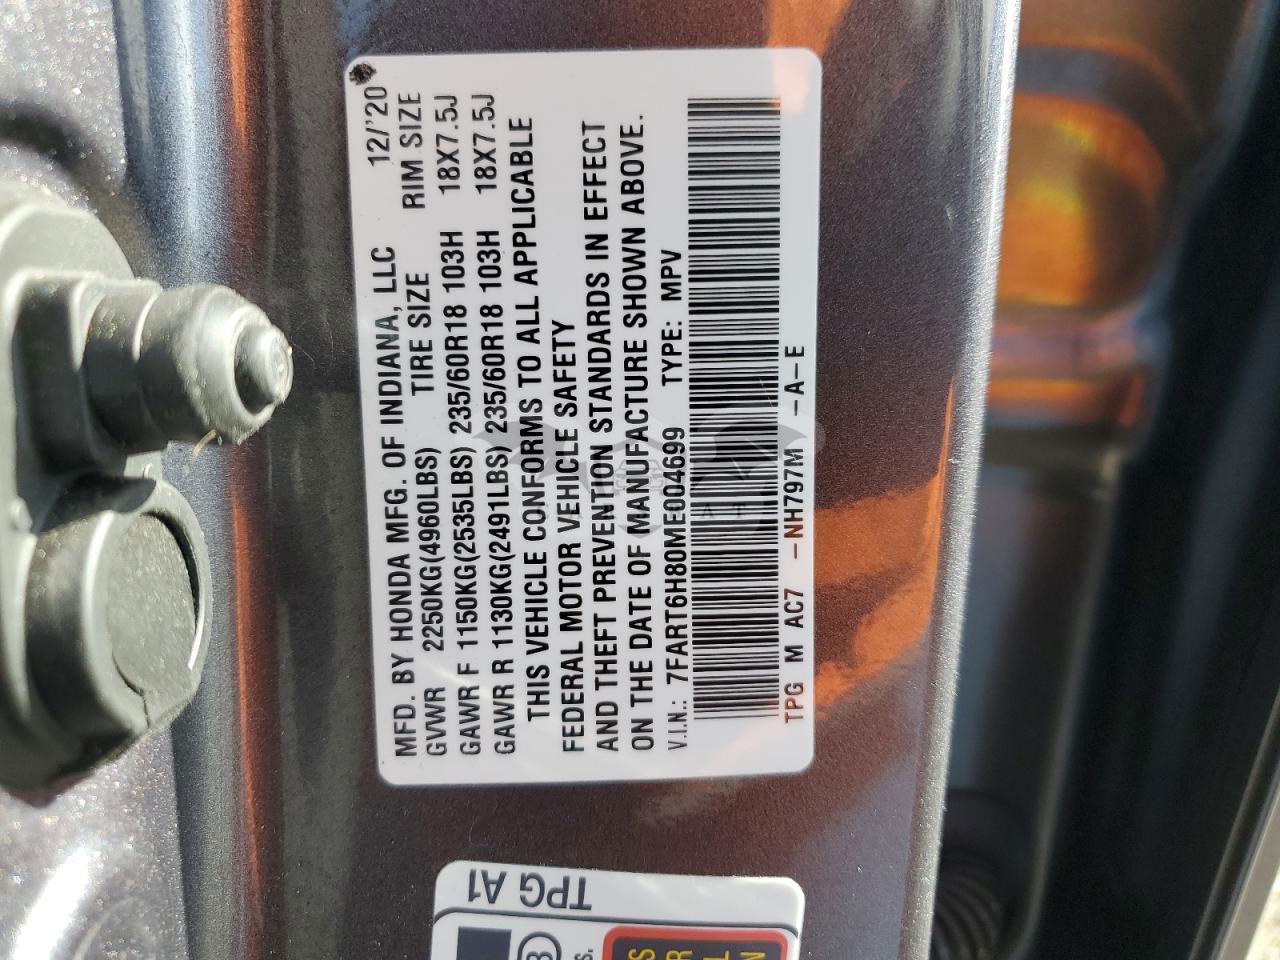 MFD. BY HONDA MFG. OF INDIANA, LLC 12/'20
GVWR 2250KG(4960LBS) TIRE SIZE RIM SIZE
GAWR F 1150KG(2535LBS) 235/60R18 103H 18X7.5J
GAWR R 1130KG(2491LBS) 235/60R18 103H 18X7.5J
THIS VEHICLE CONFORMS TO ALL APPLICABLE
FEDERAL MOTOR VEHICLE SAFETY
AND THEFT PREVENTION STANDARDS IN EFFECT
ON THE DATE OF MANUFACTURE SHOWN ABOVE.
V.I.N.: 7FART6H80ME004699 TYPE: MPV
TPG M AC7 -NH797M -A-E
TPG A1